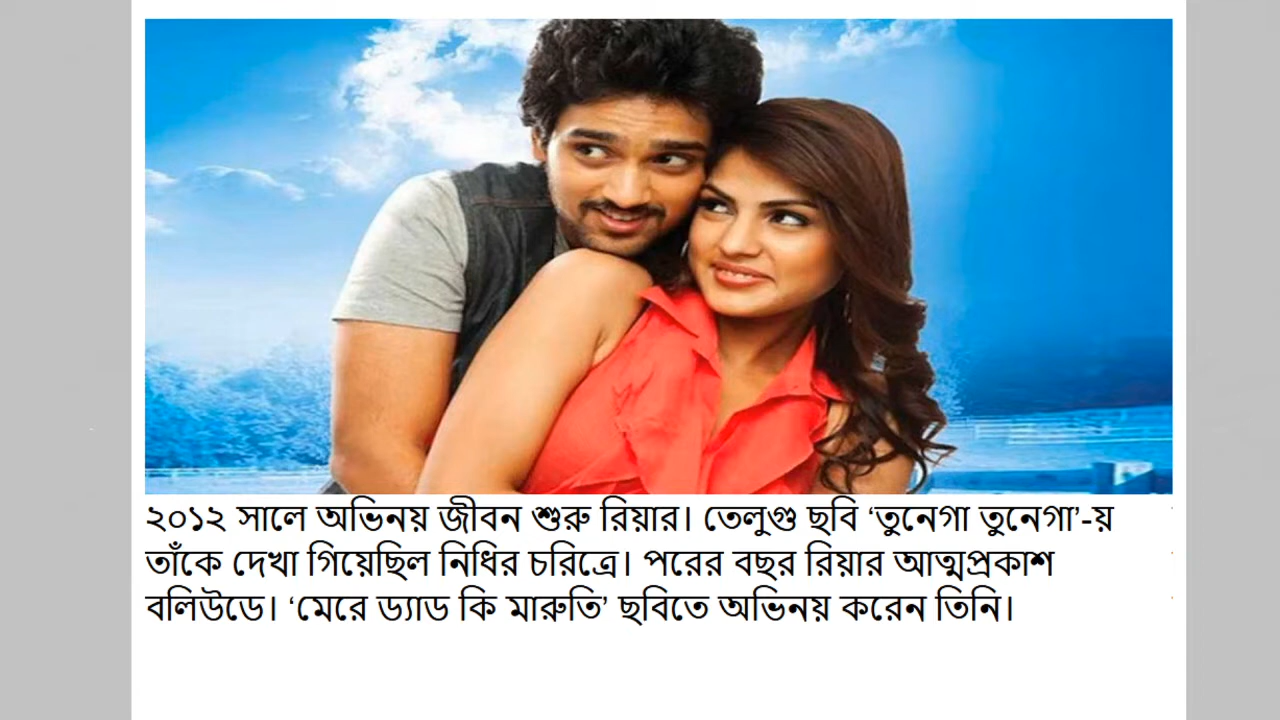 ২০১২ সালে অভিনয় জীবন শুরু রিয়ার। তেলুগু ছবি ‘তুনেগা তুনেগা’-য়
তাঁকে দেখা গিয়েছিল নিধির চরিত্রে। পরের বছর রিয়ার আত্মপ্রকাশ
বলিউডে। ‘মেরে ড্যাড কি মারুতি’ ছবিতে অভিনয় করেন তিনি।